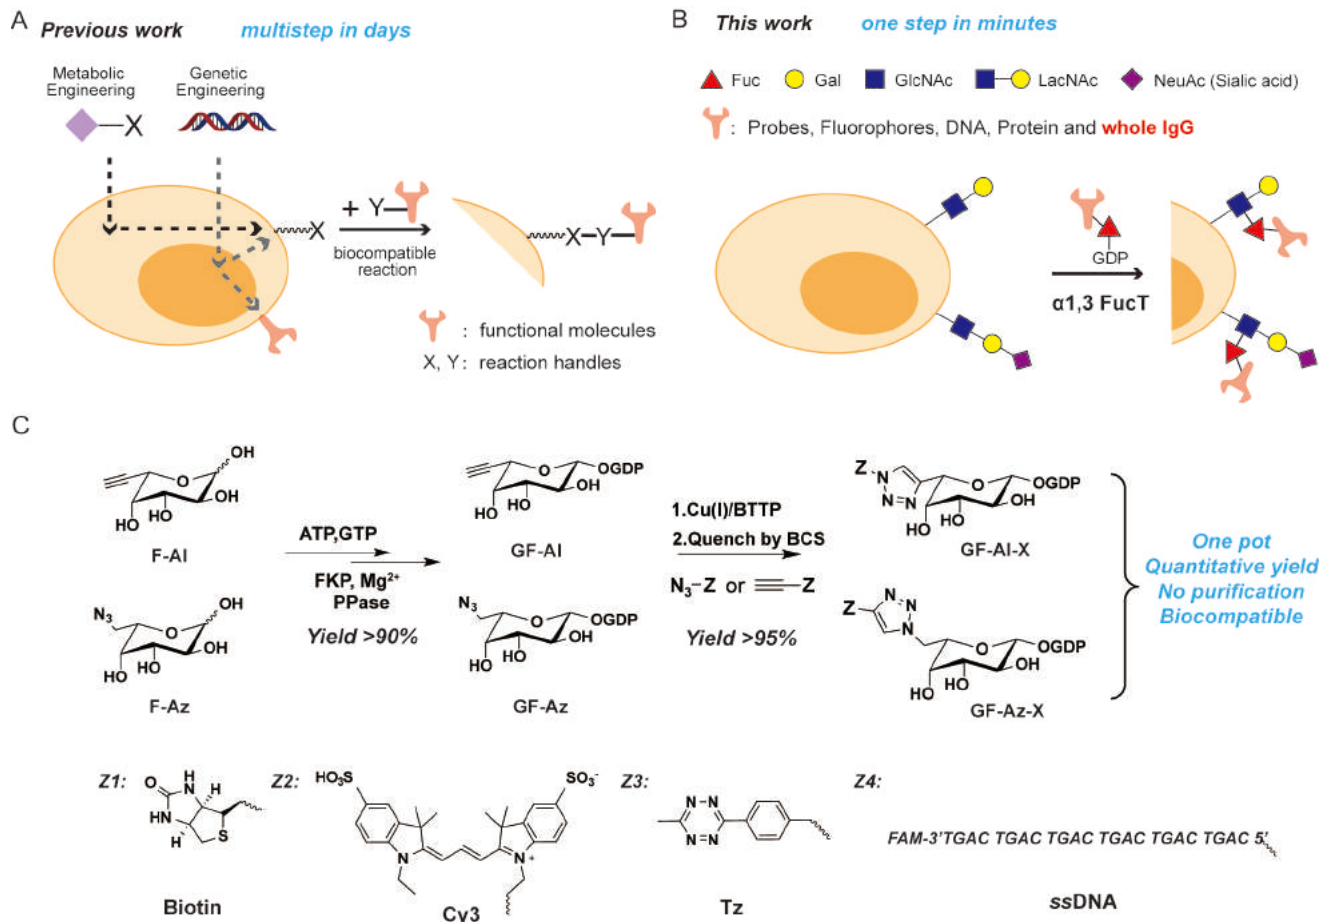 A Previous work multistep in days
Metabolic
Engineering
Genetic
Engineering
X
X
+ Y
biocompatible
reaction
X-Y
: functional molecules
X, Y: reaction handles
B This work one step in minutes
Fuc Gal GlcNAc LacNAc NeuAc (Sialic acid)
: Probes, Fluorophores, DNA, Protein and whole IgG
GDP
α1,3 FucT
C
OH
O
OH
HO
HO
F-Al
N3
OH
O
OH
HO
HO
F-Az
ATP,GTP
FKP, Mg2+
PPase
Yield >90%
O
OGDP
OH
HO
HO
GF-Al
N3
O
OGDP
OH
HO
HO
GF-Az
1.Cu(I)/BTTP
2.Quench by BCS
N3-Z or ≡-Z
Yield >95%
Z
N
N=N
O
OGDP
OH
HO
HO
GF-Al-X
Z
N=N
N
O
OGDP
OH
HO
HO
GF-Az-X
One pot
Quantitative yield
No purification
Biocompatible
Z1:
H
N
O
H
HN
H
S
Biotin
Z2:
HO3S
SO3-
N
N+
Cy3
Z3:
N=N
N=N
Tz
Z4:
FAM-3'TGAC TGAC TGAC TGAC TGAC TGAC 5'
ssDNA